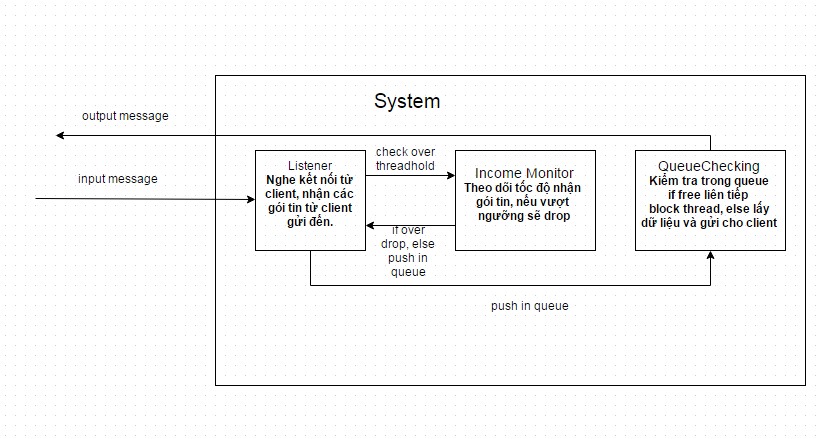 System
output message
input message
Listener
Nghe kết nối từ
client, nhận các
gói tin từ client
gửi đến.
check over
threadhold
if over
drop, else
push in
queue
Income Monitor
Theo dõi tốc độ nhận
gói tin, nếu vượt
ngưỡng sẽ drop
QueueChecking
Kiểm tra trong queue
if free liên tiếp
block thread, else lấy
dữ liệu và gửi cho client
push in queue